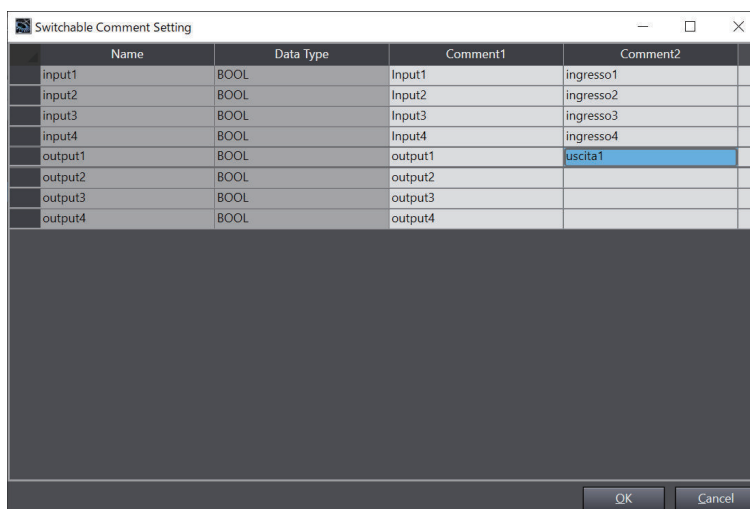 Switchable Comment Setting
Name Data Type Comment1 Comment2
input1 BOOL Input1 ingresso1
input2 BOOL Input2 ingresso2
input3 BOOL Input3 ingresso3
input4 BOOL Input4 ingresso4
output1 BOOL output1 uscita1
output2 BOOL output2
output3 BOOL output3
output4 BOOL output4
OK Cancel